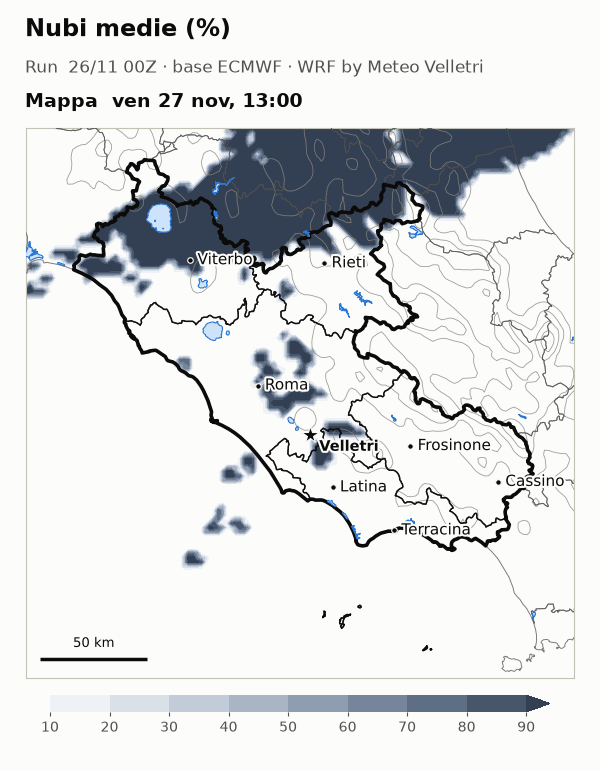 Nubi medie (%)
Run  26/11 00Z · base ECMWF · WRF by Meteo Velletri
Mappa  ven 27 nov, 13:00
Viterbo
Rieti
Roma
Velletri
Frosinone
Cassino
Latina
Terracina
50 km
10 20 30 40 50 60 70 80 90